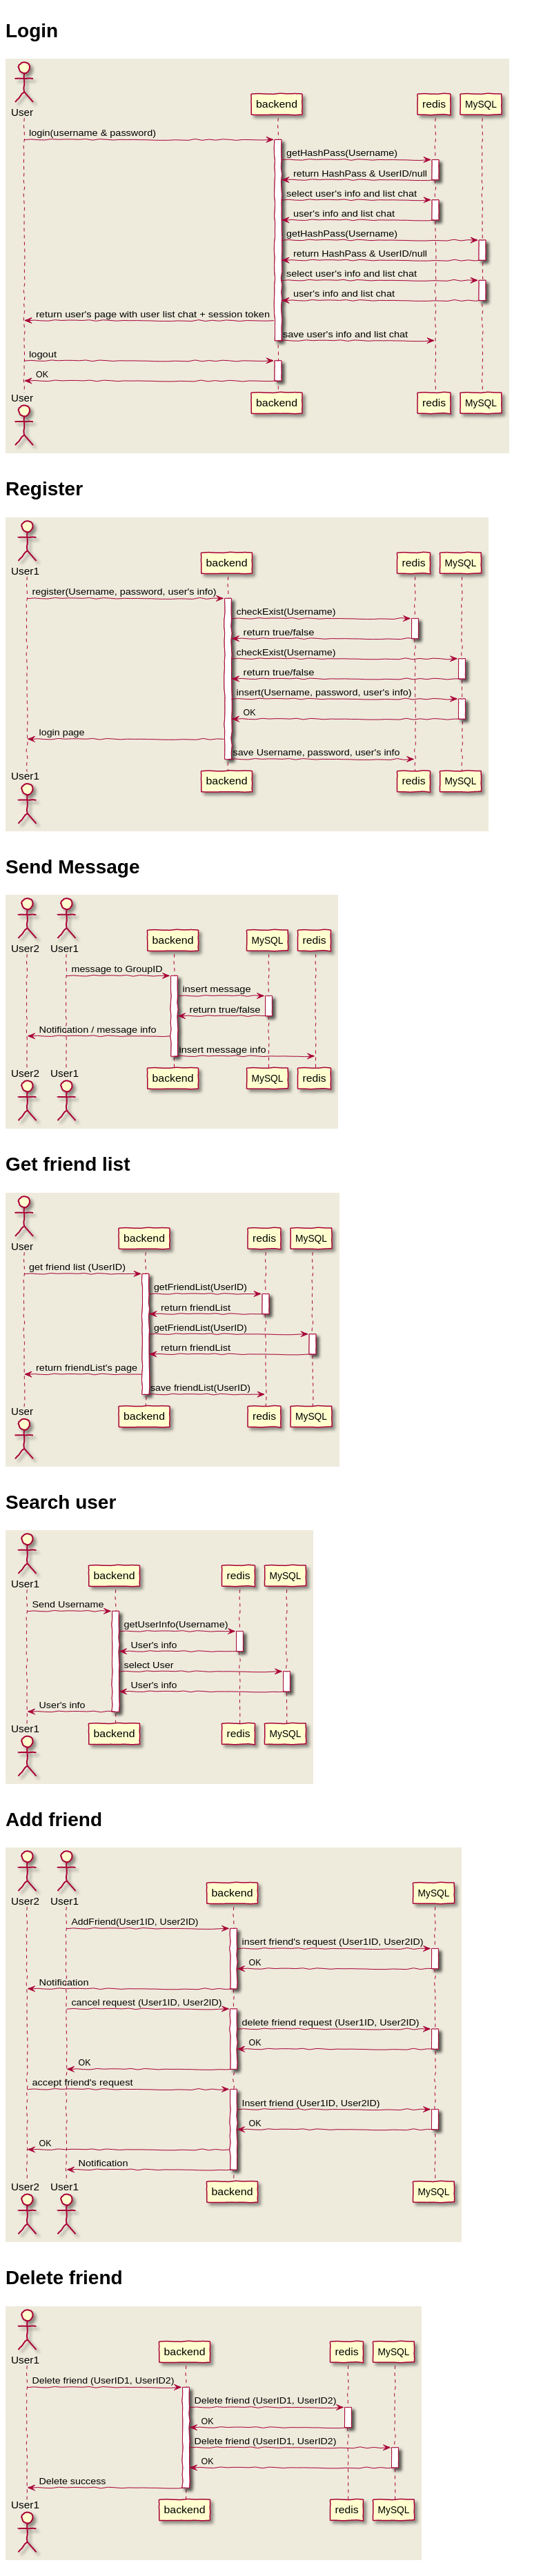 Login
User
backend
redis
MySQL
login(username & password)
getHashPass(Username)
return HashPass & UserID/null
select user's info and list chat
user's info and list chat
getHashPass(Username)
return HashPass & UserID/null
select user's info and list chat
user's info and list chat
return user's page with user list chat + session token
save user's info and list chat
logout
OK
User
backend
redis
MySQL
Register
User1
backend
redis
MySQL
register(Username, password, user's info)
checkExist(Username)
return true/false
checkExist(Username)
return true/false
insert(Username, password, user's info)
OK
login page
save Username, password, user's info
User1
backend
redis
MySQL
Send Message
User2
User1
backend
MySQL
redis
message to GroupID
insert message
return true/false
Notification / message info
insert message info
User2
User1
backend
MySQL
redis
Get friend list
User
backend
redis
MySQL
get friend list (UserID)
getFriendList(UserID)
return friendList
getFriendList(UserID)
return friendList
return friendList's page
save friendList(UserID)
User
backend
redis
MySQL
Search user
User1
backend
redis
MySQL
Send Username
getUserInfo(Username)
User's info
select User
User's info
User's info
User1
backend
redis
MySQL
Add friend
User2
User1
backend
MySQL
AddFriend(User1ID, User2ID)
insert friend's request (User1ID, User2ID)
OK
Notification
cancel request (User1ID, User2ID)
delete friend request (User1ID, User2ID)
OK
OK
accept friend's request
Insert friend (User1ID, User2ID)
OK
OK
Notification
User2
User1
backend
MySQL
Delete friend
User1
backend
redis
MySQL
Delete friend (UserID1, UserID2)
Delete friend (UserID1, UserID2)
OK
Delete friend (UserID1, UserID2)
OK
Delete success
User1
backend
redis
MySQL